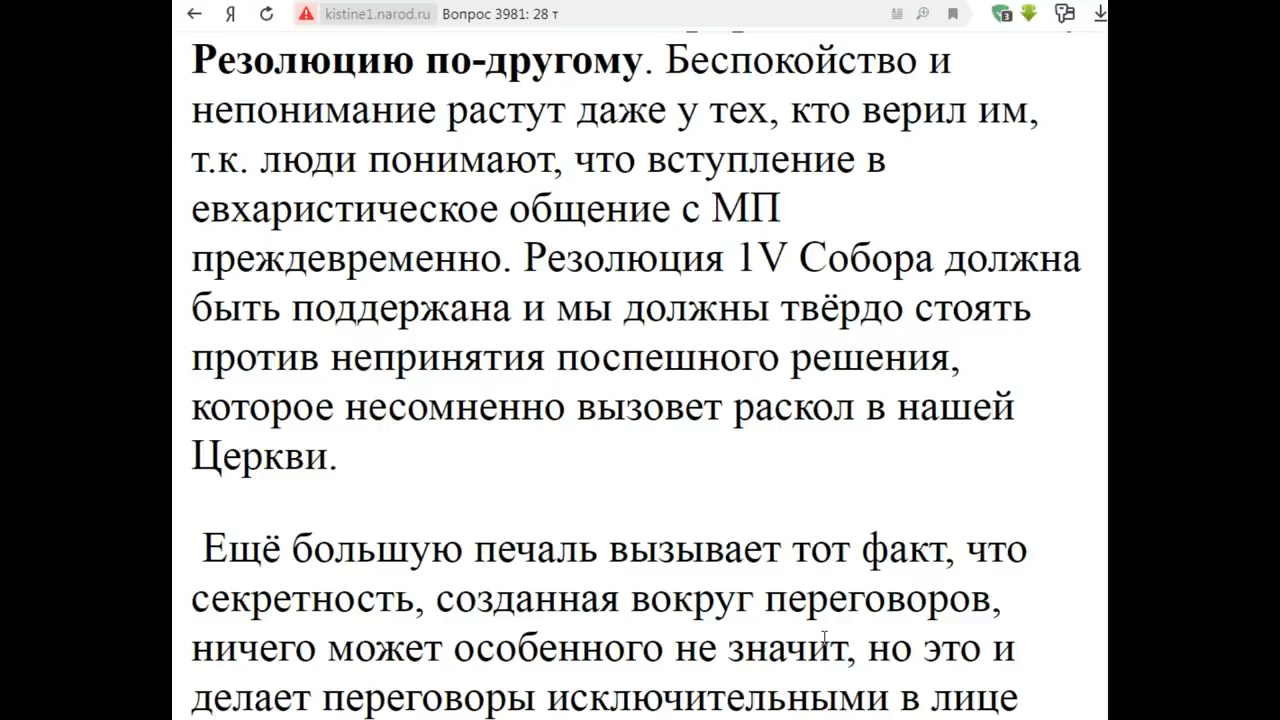 Я kistine1.narod.ru Вопрос 3981: 28 т 3
Резолюцию по-другому. Беспокойство и
непонимание растут даже у тех, кто верил им,
т.к. люди понимают, что вступление в
евхаристическое общение с МП
преждевременно. Резолюция 1V Собора должна
быть поддержана и мы должны твёрдо стоять
против непринятия поспешного решения,
которое несомненно вызовет раскол в нашей
Церкви.
Ещё большую печаль вызывает тот факт, что
секретность, созданная вокруг переговоров,
ничего может особенного не значит, но это и
делает переговоры исключительными в лице